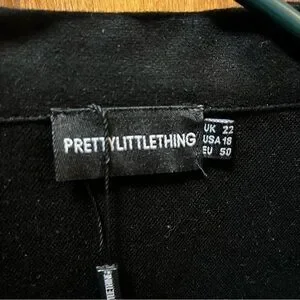 PRETTYLITTLETHING
UK 22
USA 18
EU 50